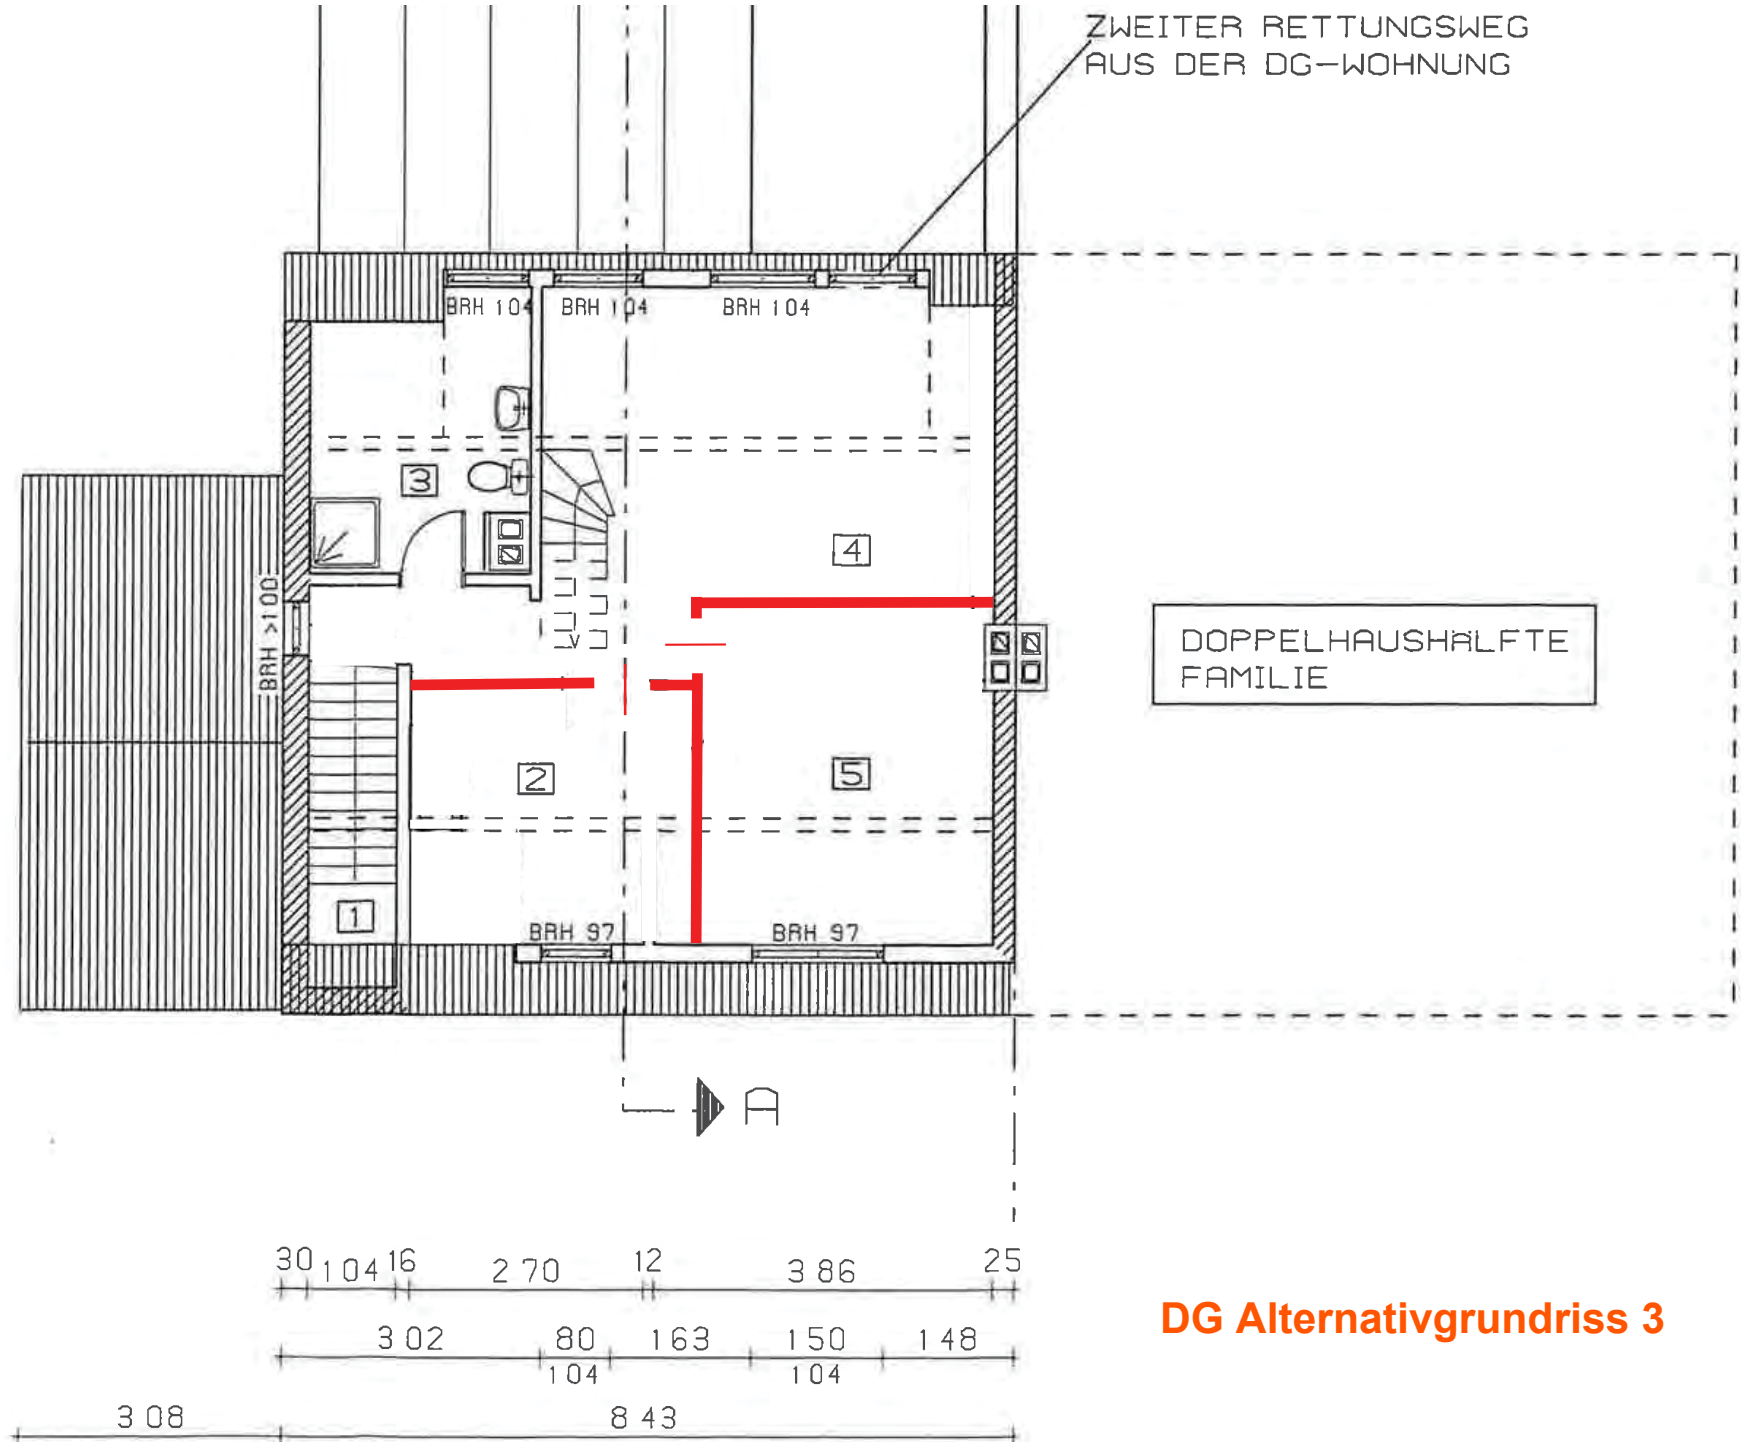 ZWEITER RETTUNGSWEG
AUS DER DG-WOHNUNG
BRH 104 BRH 104 BRH 104
3
4
BRH >100
DOPPELHAUSHÄLFTE
FAMILIE
2
5
1
BRH 97 BRH 97
D
30 104 16 270 12 386 25
302 80 163 150 148
104 104
308 843
DG Alternativgrundriss 3